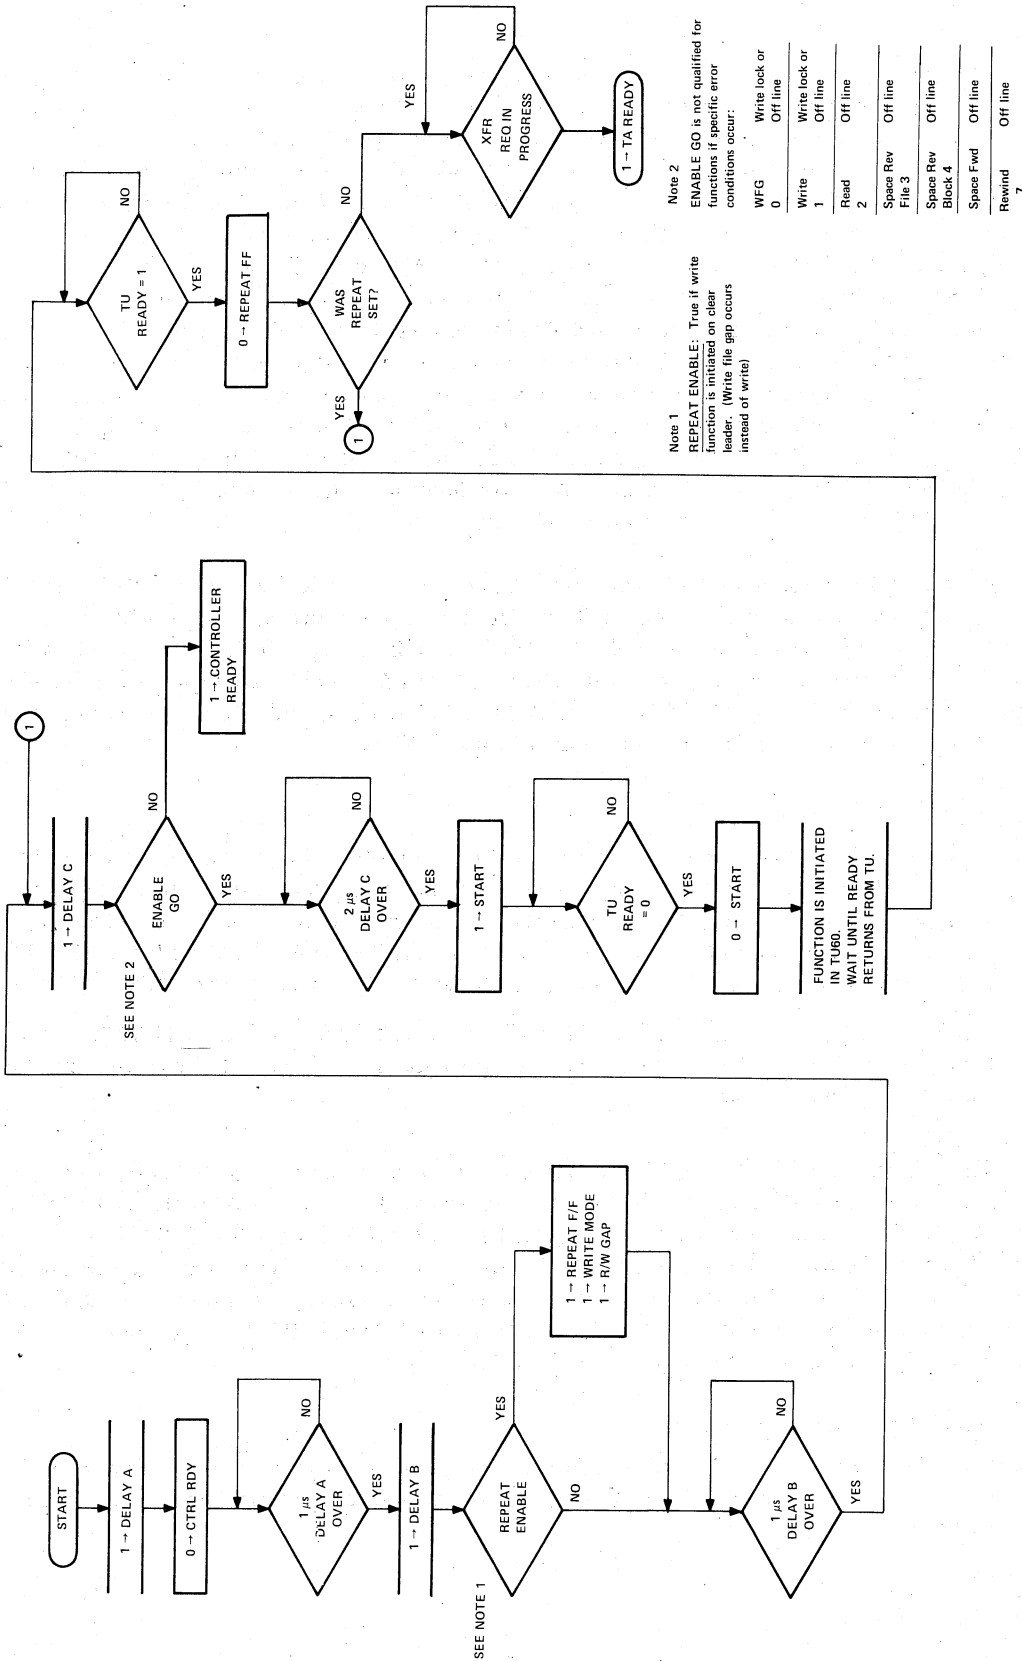 START
1 → DELAY A
0 → CTRL RDY
1 μs
DELAY A
OVER
NO
YES
1 → DELAY B
SEE NOTE 1
REPEAT
ENABLE
YES
NO
1 → REPEAT F/F
1 → WRITE MODE
1 → R/W GAP
1 μs
DELAY B
OVER
NO
YES
1
1 → DELAY C
SEE NOTE 2
ENABLE
GO
NO
YES
1 → CONTROLLER
READY
2 μs
DELAY C
OVER
NO
YES
1 → START
TU
READY
= 0
NO
YES
0 → START
FUNCTION IS INITIATED
IN TU60.
WAIT UNTIL READY
RETURNS FROM TU.
TU
READY = 1
NO
YES
0 → REPEAT FF
WAS
REPEAT
SET?
YES
1
NO
YES
XFR
REQ IN
PROGRESS
NO
1 → TA READY
Note 1
REPEAT ENABLE: True if write
function is initiated on clear
leader. (Write file gap occurs
instead of write)
Note 2
ENABLE GO is not qualified for
functions if specific error
conditions occur:
WFG Write lock or
0 Off line
Write Write lock or
1 Off line
Read Off line
2
Space Rev Off line
File 3
Space Rev Off line
Block 4
Space Fwd Off line
Rewind Off line
7